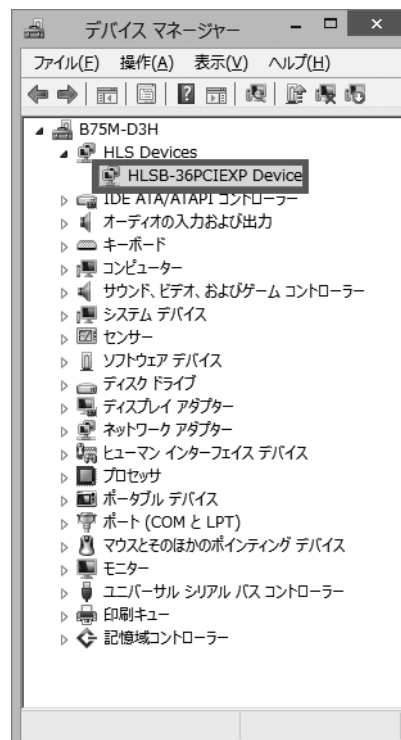 デバイス マネージャー
ファイル(F) 操作(A) 表示(V) ヘルプ(H)
B75M-D3H
HLS Devices
HLSB-36PCIEXP Device
IDE ATA/ATAPI コントローラー
オーディオの入力および出力
キーボード
コンピューター
サウンド、ビデオ、およびゲーム コントローラー
システム デバイス
センサー
ソフトウェア デバイス
ディスク ドライブ
ディスプレイ アダプター
ネットワーク アダプター
ヒューマン インターフェイス デバイス
プロセッサ
ポータブル デバイス
ポート (COM と LPT)
マウスとそのほかのポインティング デバイス
モニター
ユニバーサル シリアル バス コントローラー
印刷キュー
記憶域コントローラー